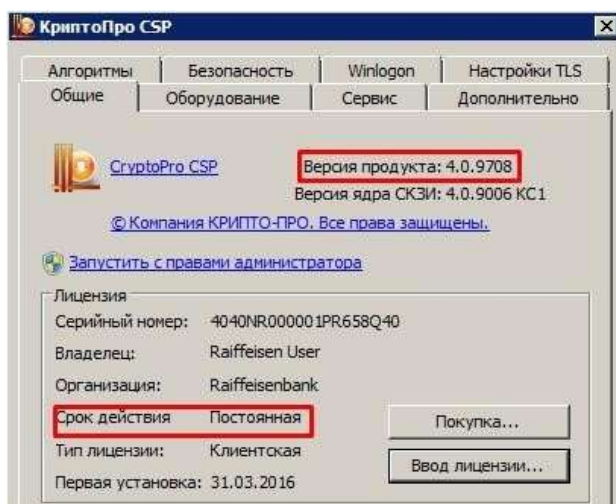 КриптоПро CSP
Алгоритмы Безопасность Winlogon Настройки TLS
Общие Оборудование Сервис Дополнительно
CryptoPro CSP Версия продукта: 4.0.9708
Версия ядра СКЗИ: 4.0.9006 KC1
© Компания КРИПТО-ПРО. Все права защищены.
Запустить с правами администратора
Лицензия
Серийный номер: 4040NR000001PR658Q40
Владелец: Raiffeisen User
Организация: Raiffeisenbank
Срок действия Постоянная Покупка...
Тип лицензии: Клиентская
Ввод лицензии...
Первая установка: 31.03.2016